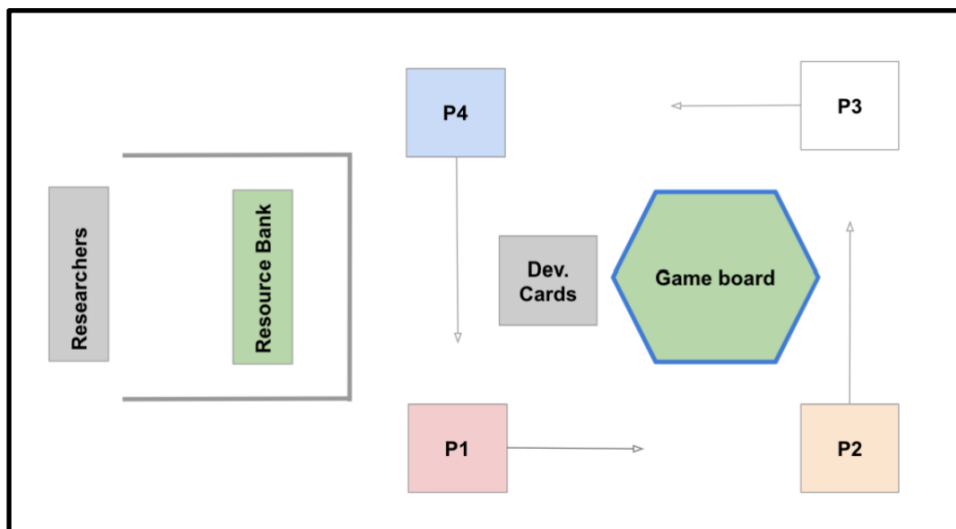 P4
P3
Researchers
Resource Bank
Dev.
Cards
Game board
P1
P2